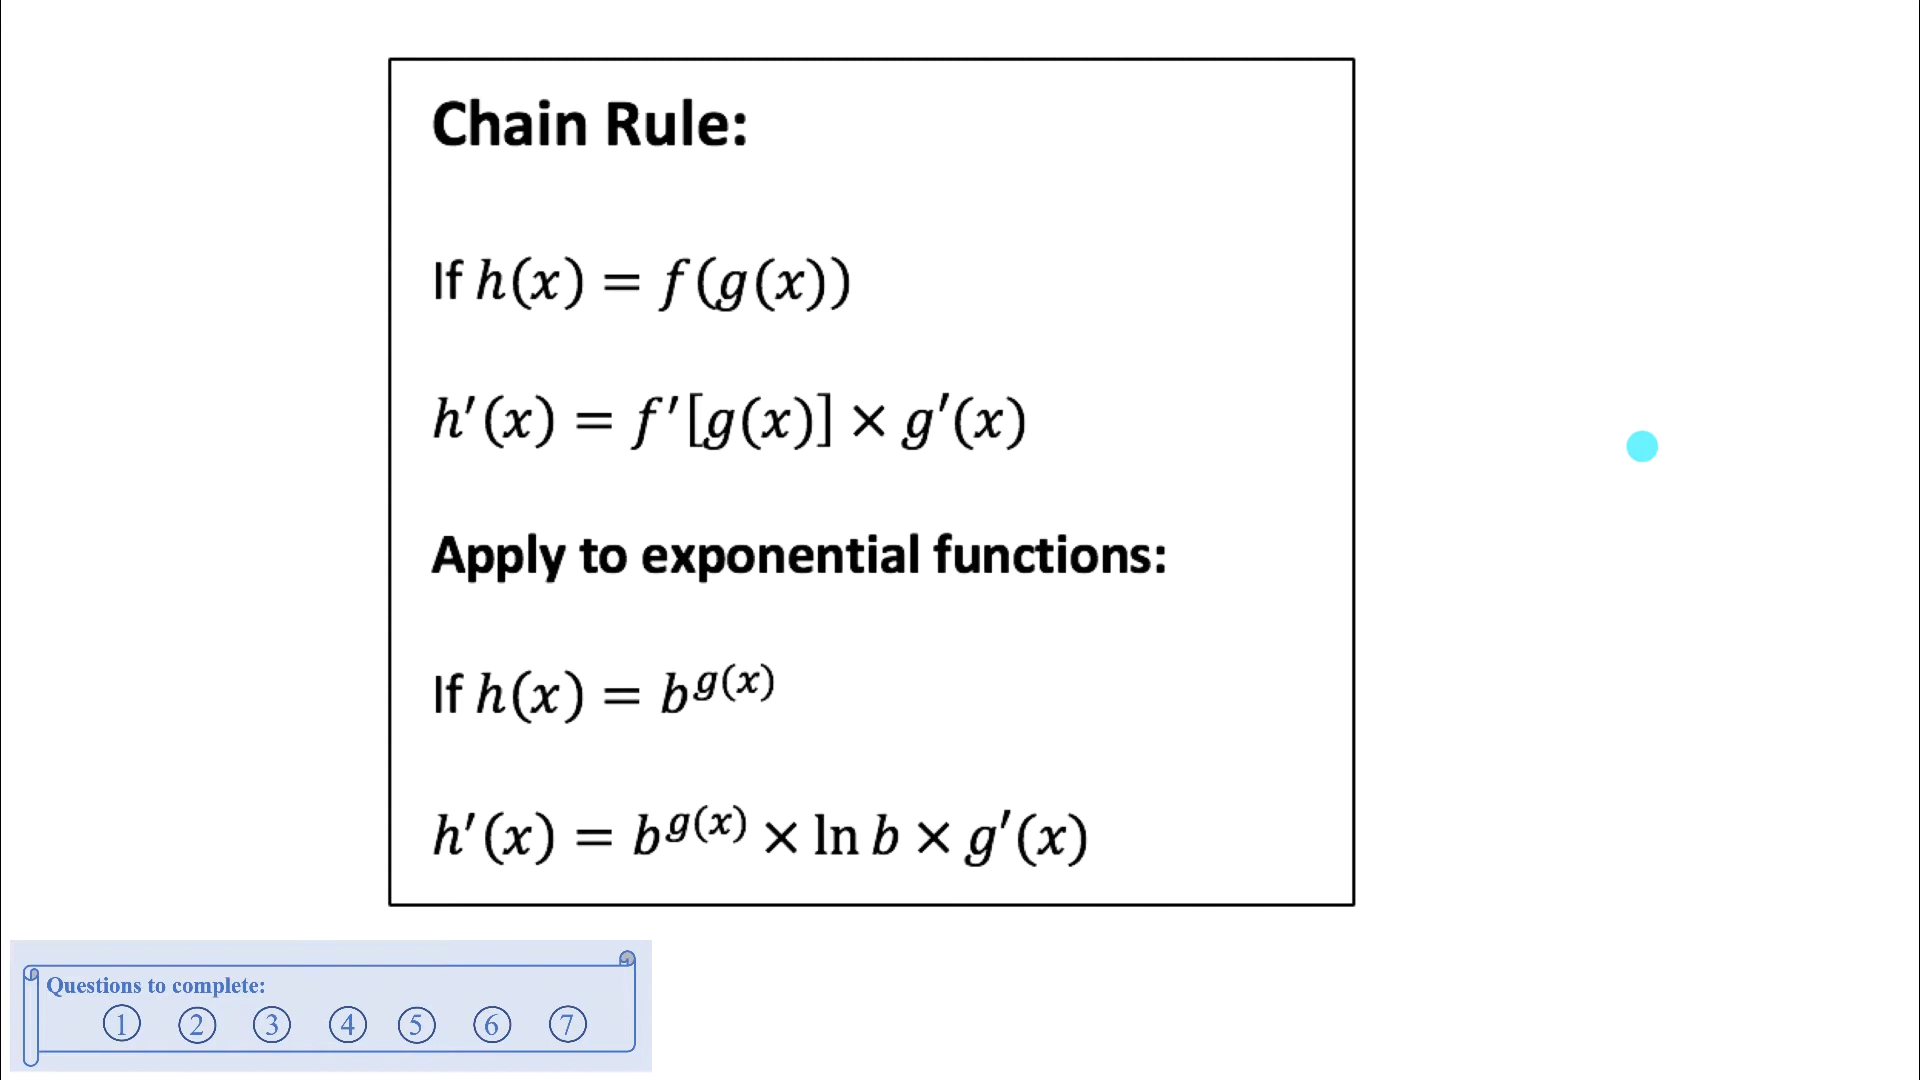 Chain Rule:
If h(x) = f(g(x))
h′(x) = f′[g(x)] × g′(x)
Apply to exponential functions:
If h(x) = b^{g(x)}
h′(x) = b^{g(x)} × ln b × g′(x)
Questions to complete:
① ② ③ ④ ⑤ ⑥ ⑦